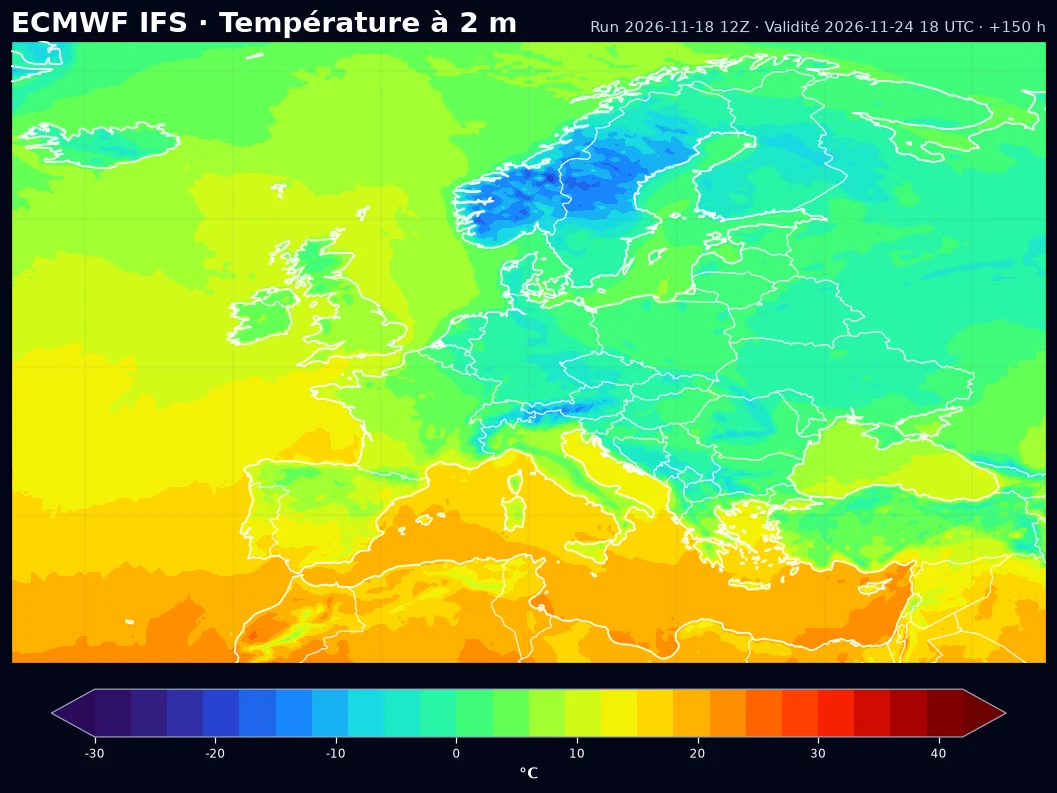 ECMWF IFS · Température à 2 m
Run 2026-11-18 12Z · Validité 2026-11-24 18 UTC · +150 h
-30 -20 -10 0 10 20 30 40
°C